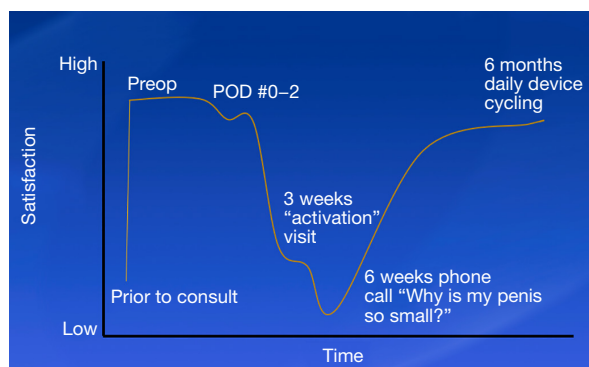 High
Preop
POD #0–2
6 months
daily device
cycling
Satisfaction
3 weeks
“activation”
visit
Prior to consult
6 weeks phone
call “Why is my penis
so small?”
Low
Time